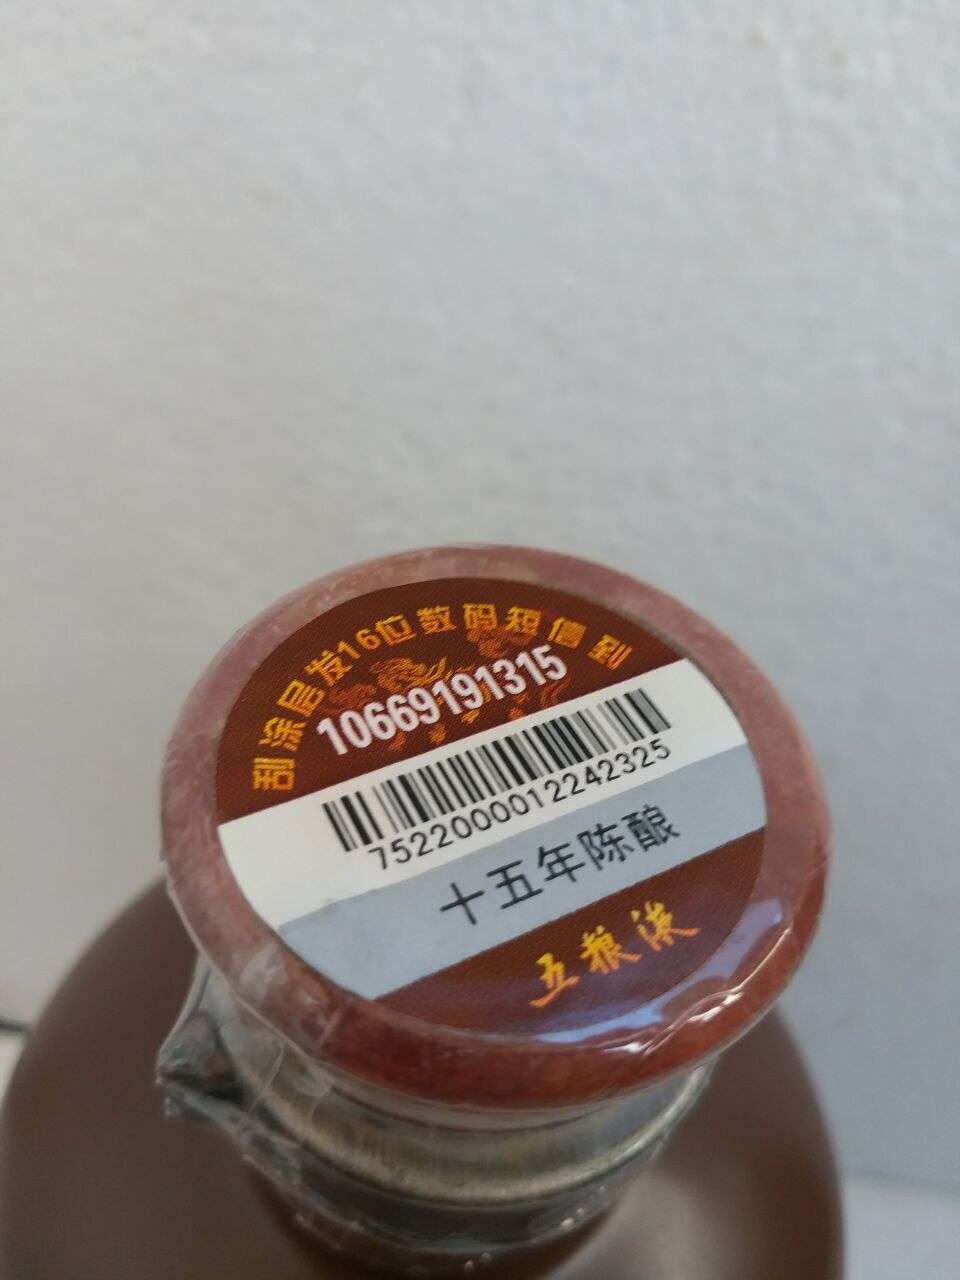 刮涂层发16位数码短信到
10669191315
7522000012242325
十五年陈酿
五粮液